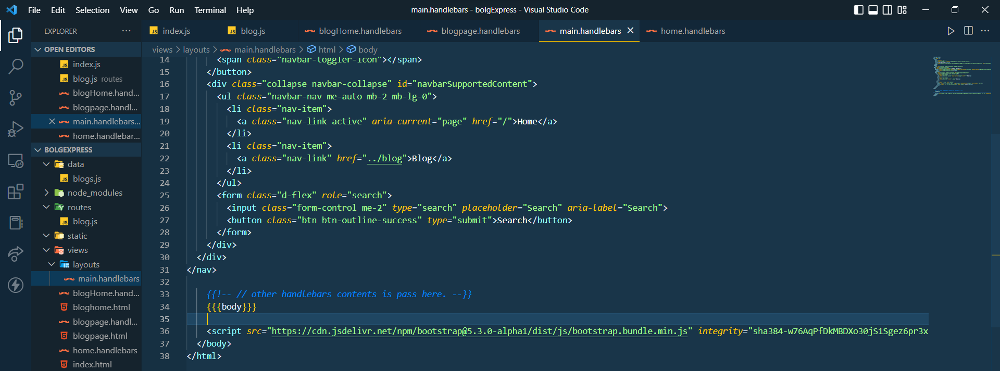 File Edit Selection View Go Run Terminal Help
main.handlebars - bolgExpress - Visual Studio Code
EXPLORER
OPEN EDITORS
index.js
blog.js routes
blogHome.hand...
blogpage.handl...
main.handlebars...
home.handlebar...
BOLGEXPRESS
data
blogs.js
node_modules
routes
blog.js
static
views
layouts
main.handlebars
blogHome.hand...
bloghome.html
blogpage.handl...
blogpage.html
home.handlebars
index.html
index.js blog.js blogHome.handlebars blogpage.handlebars main.handlebars home.handlebars
views > layouts > main.handlebars > html > body
14 <span class="navbar-toggler-icon"></span>
15 </button>
16 <div class="collapse navbar-collapse" id="navbarSupportedContent">
17 <ul class="navbar-nav me-auto mb-2 mb-lg-0">
18 <li class="nav-item">
19 <a class="nav-link active" aria-current="page" href="/">Home</a>
20 </li>
21 <li class="nav-item">
22 <a class="nav-link" href="../blog">Blog</a>
23 </li>
24 </ul>
25 <form class="d-flex" role="search">
26 <input class="form-control me-2" type="search" placeholder="Search" aria-label="Search">
27 <button class="btn btn-outline-success" type="submit">Search</button>
28 </form>
29 </div>
30 </div>
31 </nav>
32
33 {{!-- // other handlebars contents is pass here. --}}
34 {{{body}}}
35
36 <script src="https://cdn.jsdelivr.net/npm/bootstrap@5.3.0-alpha1/dist/js/bootstrap.bundle.min.js" integrity="sha384-w76AqPfDkMBDXo30jS1Sgez6pr3x
37 </body>
38 </html>